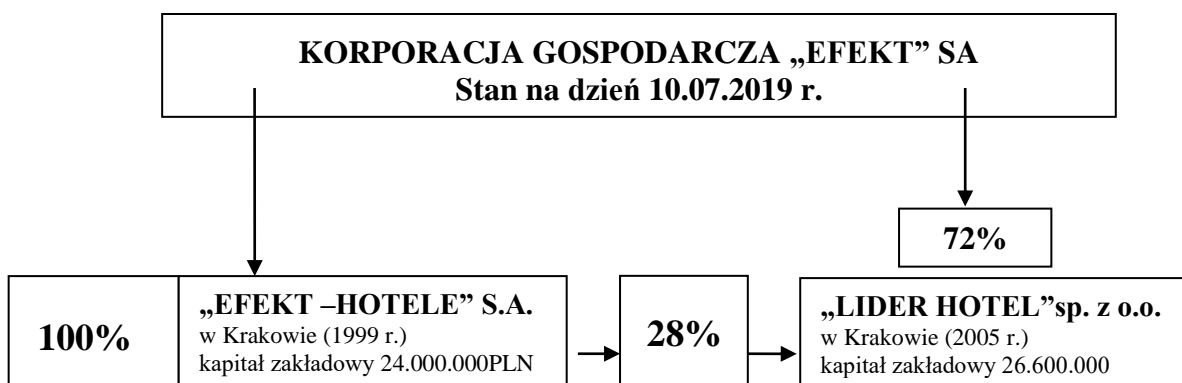 KORPORACJA GOSPODARCZA „EFEKT” SA
Stan na dzień 10.07.2019 r.
72%
100%
„EFEKT –HOTELE” S.A.
w Krakowie (1999 r.)
kapitał zakładowy 24.000.000PLN
28%
„LIDER HOTEL”sp. z o.o.
w Krakowie (2005 r.)
kapitał zakładowy 26.600.000